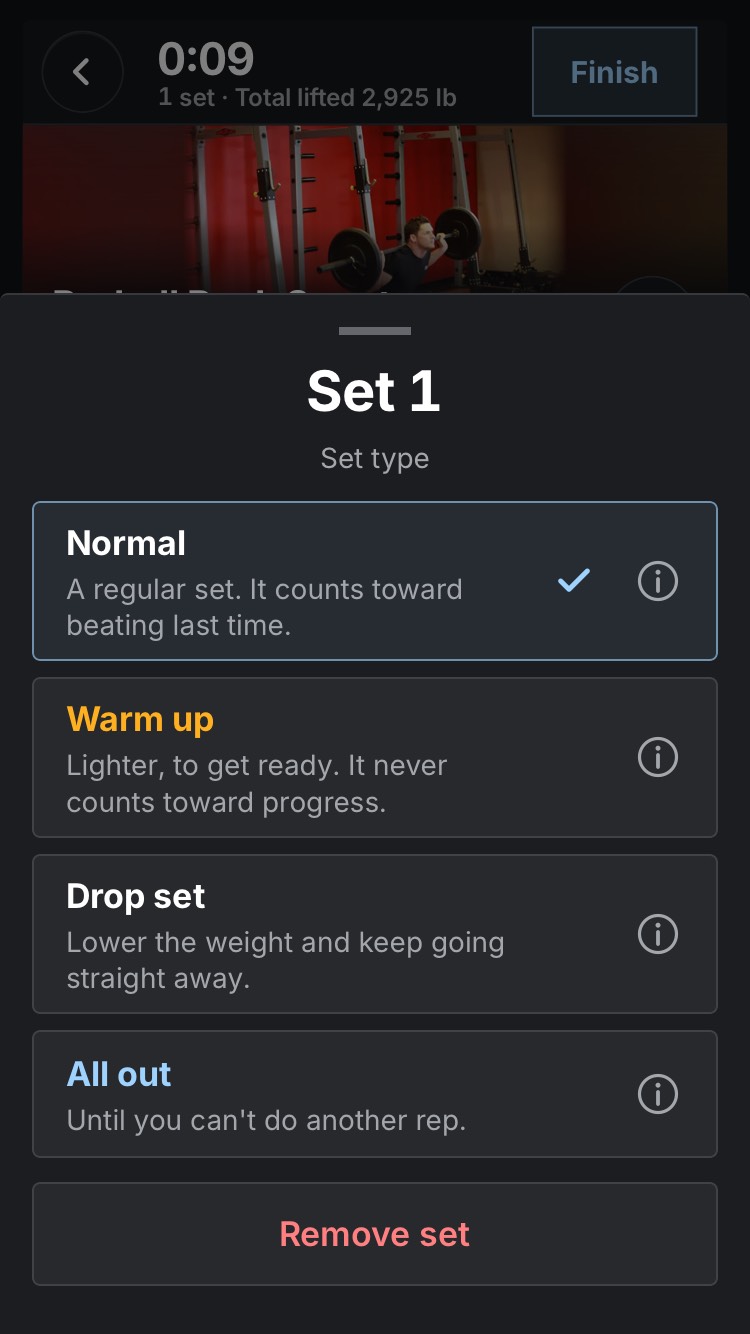 0:09
1 set · Total lifted 2,925 lb
Finish
Set 1
Set type
Normal
A regular set. It counts toward
beating last time.
Warm up
Lighter, to get ready. It never
counts toward progress.
Drop set
Lower the weight and keep going
straight away.
All out
Until you can't do another rep.
Remove set